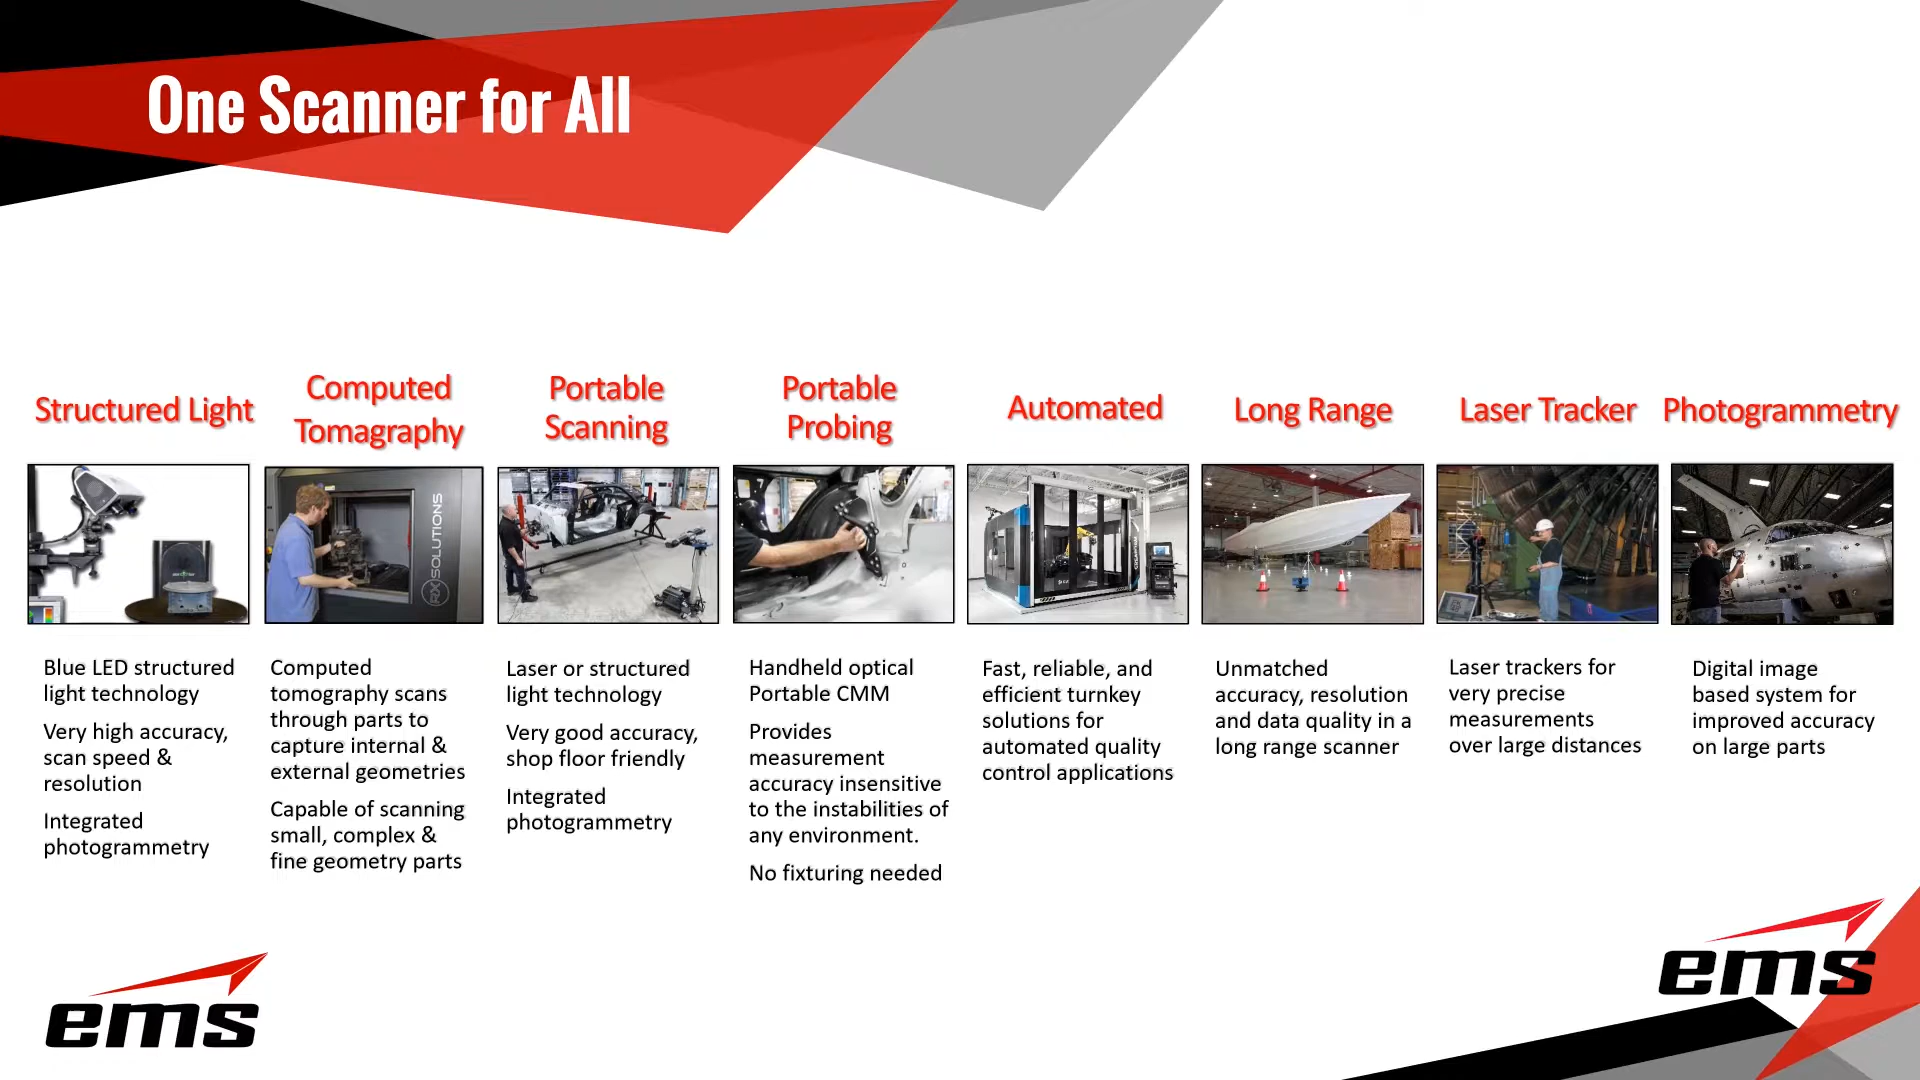 One Scanner for All
Structured Light
Blue LED structured
light technology
Very high accuracy,
scan speed &
resolution
Integrated
photogrammetry
Computed
Tomagraphy
RX SOLUTIONS
Computed
tomography scans
through parts to
capture internal &
external geometries
Capable of scanning
small, complex &
fine geometry parts
Portable
Scanning
Laser or structured
light technology
Very good accuracy,
shop floor friendly
Integrated
photogrammetry
Portable
Probing
Handheld optical
Portable CMM
Provides
measurement
accuracy insensitive
to the instabilities of
any environment.
No fixturing needed
Automated
Fast, reliable, and
efficient turnkey
solutions for
automated quality
control applications
Long Range
Unmatched
accuracy, resolution
and data quality in a
long range scanner
Laser Tracker
Laser trackers for
very precise
measurements
over large distances
Photogrammetry
Digital image
based system for
improved accuracy
on large parts
ems
ems